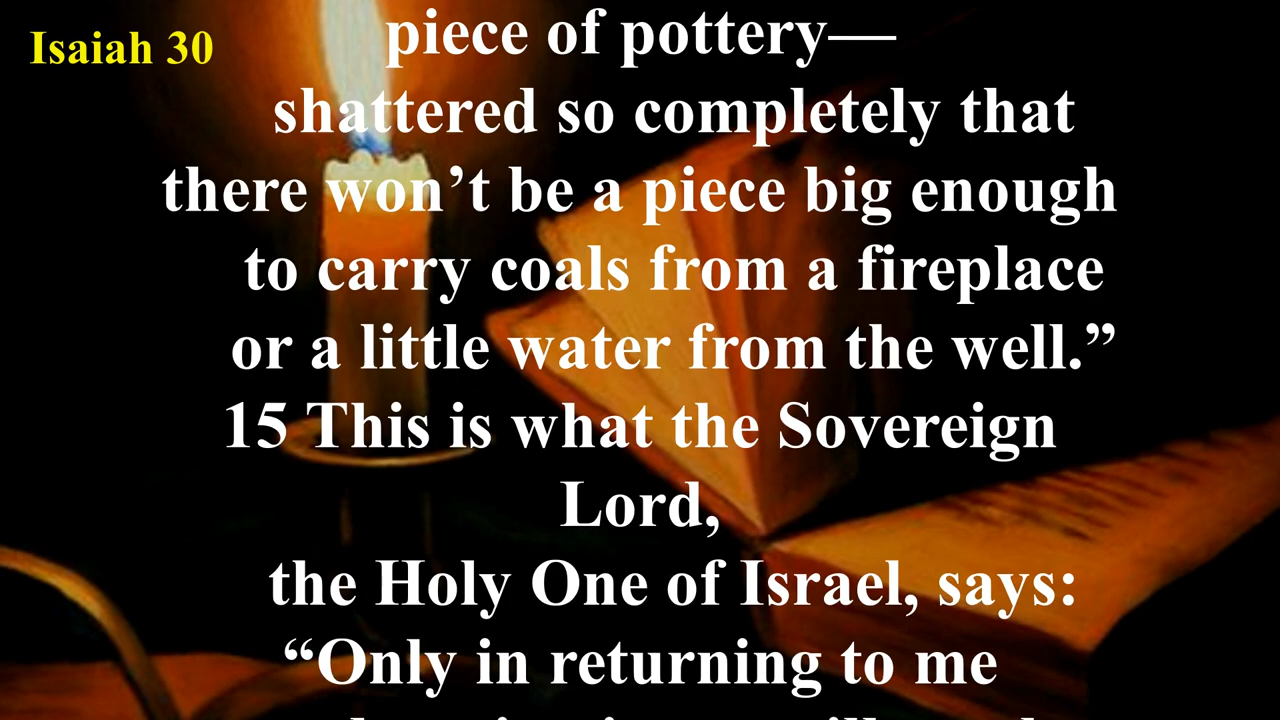 Isaiah 30
piece of pottery—
shattered so completely that
there won’t be a piece big enough
to carry coals from a fireplace
or a little water from the well.”
15 This is what the Sovereign
Lord,
the Holy One of Israel, says:
“Only in returning to me